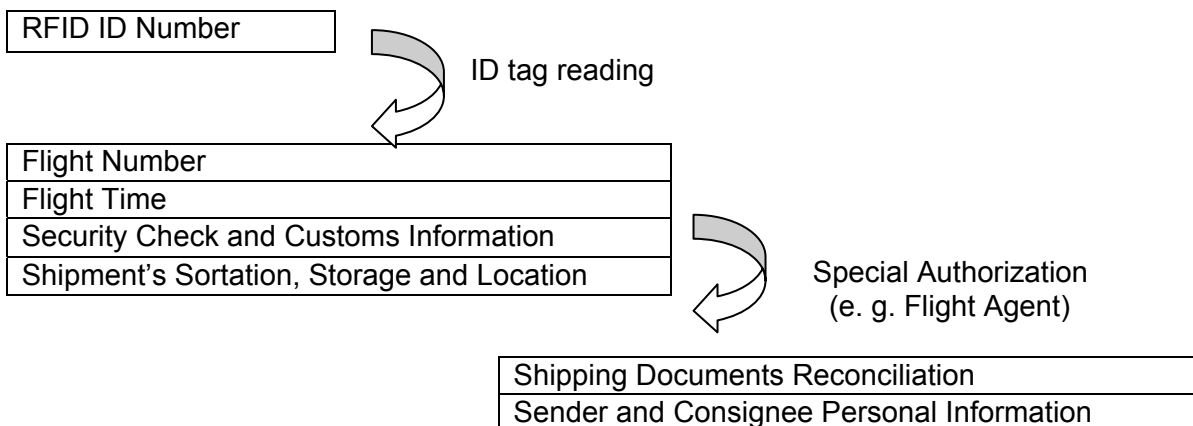 RFID ID Number
ID tag reading
Flight Number
Flight Time
Security Check and Customs Information
Shipment’s Sortation, Storage and Location
Special Authorization
(e. g. Flight Agent)
Shipping Documents Reconciliation
Sender and Consignee Personal Information